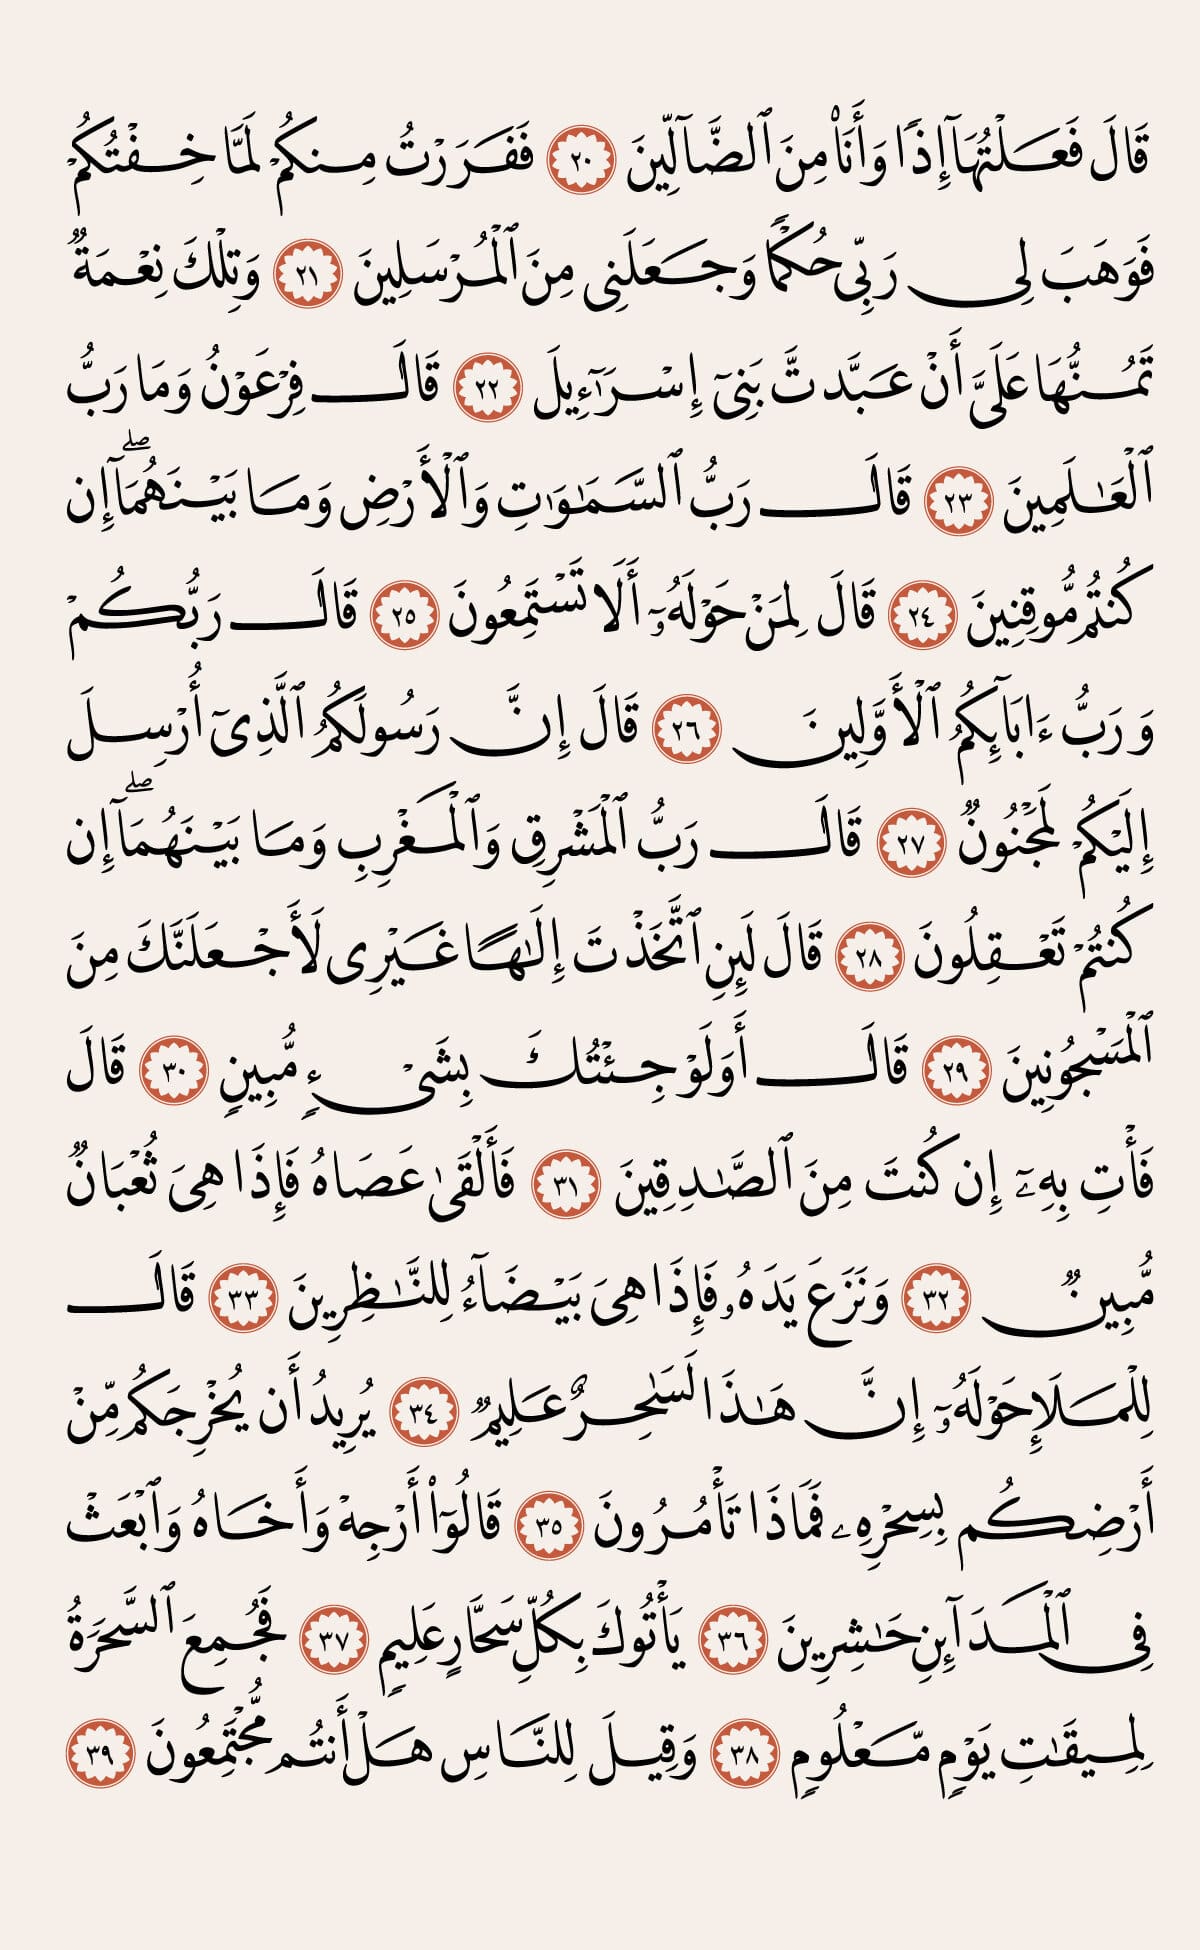 قَالَ فَعَلْتُهَآ إِذًا وَأَنَا۠ مِنَ ٱلضَّآلِّينَ ٢٠ فَفَرَرْتُ مِنكُمْ لَمَّا خِفْتُكُمْ
فَوَهَبَ لِى رَبِّى حُكْمًا وَجَعَلَنِى مِنَ ٱلْمُرْسَلِينَ ٢١ وَتِلْكَ نِعْمَةٌ
تَمُنُّهَا عَلَىَّ أَنْ عَبَّدتَّ بَنِىٓ إِسْرَٰٓءِيلَ ٢٢ قَالَ فِرْعَوْنُ وَمَا رَبُّ
ٱلْعَٰلَمِينَ ٢٣ قَالَ رَبُّ ٱلسَّمَٰوَٰتِ وَٱلْأَرْضِ وَمَا بَيْنَهُمَآ ۖ إِن
كُنتُم مُّوقِنِينَ ٢٤ قَالَ لِمَنْ حَوْلَهُۥٓ أَلَا تَسْتَمِعُونَ ٢٥ قَالَ رَبُّكُمْ
وَرَبُّ ءَابَآئِكُمُ ٱلْأَوَّلِينَ ٢٦ قَالَ إِنَّ رَسُولَكُمُ ٱلَّذِىٓ أُرْسِلَ
إِلَيْكُمْ لَمَجْنُونٌ ٢٧ قَالَ رَبُّ ٱلْمَشْرِقِ وَٱلْمَغْرِبِ وَمَا بَيْنَهُمَآ ۖ إِن
كُنتُمْ تَعْقِلُونَ ٢٨ قَالَ لَئِنِ ٱتَّخَذْتَ إِلَٰهًا غَيْرِى لَأَجْعَلَنَّكَ مِنَ
ٱلْمَسْجُونِينَ ٢٩ قَالَ أَوَلَوْ جِئْتُكَ بِشَىْءٍ مُّبِينٍ ٣٠ قَالَ
فَأْتِ بِهِۦٓ إِن كُنتَ مِنَ ٱلصَّٰدِقِينَ ٣١ فَأَلْقَىٰ عَصَاهُ فَإِذَا هِىَ ثُعْبَانٌ
مُّبِينٌ ٣٢ وَنَزَعَ يَدَهُۥ فَإِذَا هِىَ بَيْضَآءُ لِلنَّٰظِرِينَ ٣٣ قَالَ
لِلْمَلَإِ حَوْلَهُۥٓ إِنَّ هَٰذَا لَسَٰحِرٌ عَلِيمٌ ٣٤ يُرِيدُ أَن يُخْرِجَكُم مِّنْ
أَرْضِكُم بِسِحْرِهِۦ فَمَاذَا تَأْمُرُونَ ٣٥ قَالُوٓا۟ أَرْجِهْ وَأَخَاهُ وَٱبْعَثْ
فِى ٱلْمَدَآئِنِ حَٰشِرِينَ ٣٦ يَأْتُوكَ بِكُلِّ سَحَّارٍ عَلِيمٍ ٣٧ فَجُمِعَ ٱلسَّحَرَةُ
لِمِيقَٰتِ يَوْمٍ مَّعْلُومٍ ٣٨ وَقِيلَ لِلنَّاسِ هَلْ أَنتُم مُّجْتَمِعُونَ ٣٩